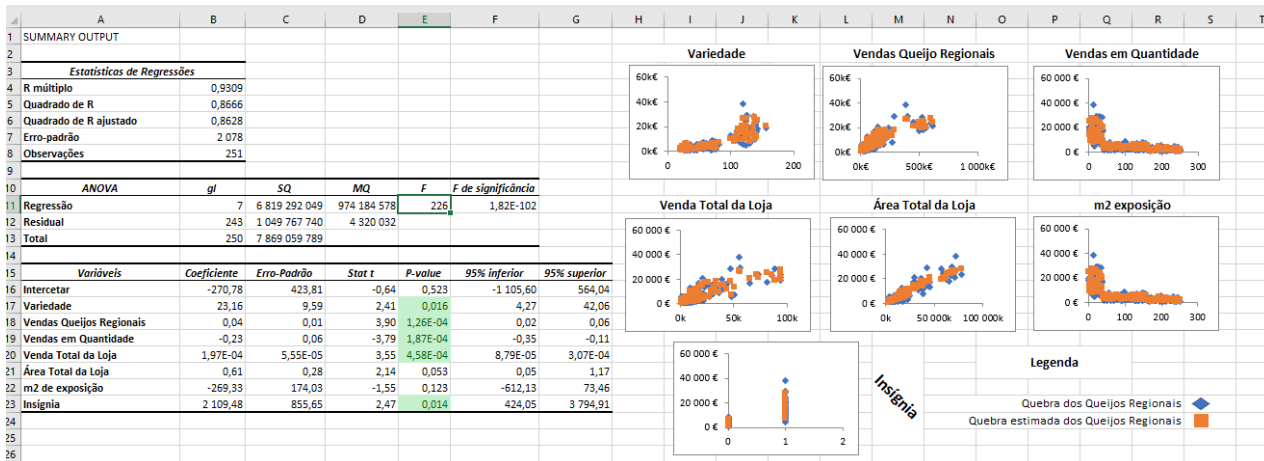 A B C D E F G H I J K L M N O P Q R S T
1 SUMMARY OUTPUT
2
3 Estatísticas de Regressões
4 R múltiplo 0,9309
5 Quadrado de R 0,8666
6 Quadrado de R ajustado 0,8628
7 Erro-padrão 2 078
8 Observações 251
9
10 ANOVA gl SQ MQ F F de significância
11 Regressão 7 6 819 292 049 974 184 578 226 1,82E-102
12 Residual 243 1 049 767 740 4 320 032
13 Total 250 7 869 059 789
14
15 Variáveis Coeficiente Erro-Padrão Stat t P-value 95% inferior 95% superior
16 Intercetar -270,78 423,81 -0,64 0,523 -1 105,60 564,04
17 Variedade 23,16 9,59 2,41 0,016 4,27 42,06
18 Vendas Queijos Regionais 0,04 0,01 3,90 1,26E-04 0,02 0,06
19 Vendas em Quantidade -0,23 0,06 -3,79 1,87E-04 -0,35 -0,11
20 Venda Total da Loja 1,97E-04 5,55E-05 3,55 4,58E-04 8,79E-05 3,07E-04
21 Área Total da Loja 0,61 0,28 2,14 0,053 0,05 1,17
22 m2 de exposição -269,33 174,03 -1,55 0,123 -612,13 73,46
23 Insígnia 2 109,48 855,65 2,47 0,014 424,05 3 794,91
24
25
26
Variedade
60k€
40k€
20k€
0k€
0 100 200
Vendas Queijo Regionais
60k€
40k€
20k€
0k€
0k€ 500k€ 1 000k€
Vendas em Quantidade
60 000 €
40 000 €
20 000 €
0 €
0 100 200 300
Venda Total da Loja
60 000 €
40 000 €
20 000 €
0 €
0k 50k 100k
Área Total da Loja
60 000 €
40 000 €
20 000 €
0 €
0k 50 000k 100 000k
m2 exposição
60 000 €
40 000 €
20 000 €
0 €
0 100 200 300
60 000 €
40 000 €
20 000 €
0 €
0 1 2
Insígnia
Legenda
Quebra dos Queijos Regionais
Quebra estimada dos Queijos Regionais